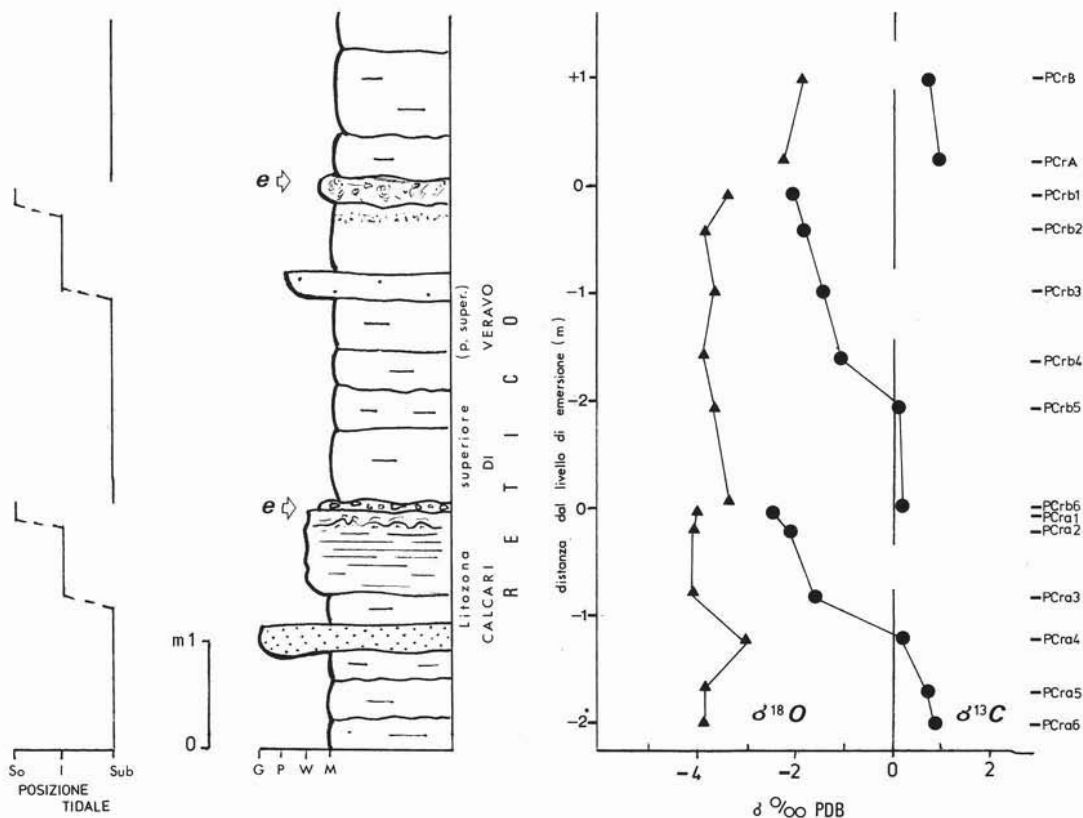 +1
0
-1
-2
0
-1
-2
distanza dal livello di emersione (m)
PCrB
PCrA
PCrb1
PCrb2
PCrb3
PCrb4
PCrb5
PCrb6
PCra1
PCra2
PCra3
PCra4
PCra5
PCra6
e
e
Litozona superiore (p. super.)
CALCARI DI VERAVO
RETICO
m 1
0
So I Sub
POSIZIONE
TIDALE
G P W M
δ18O
δ13C
-4 -2 0 2
δ ‰ PDB